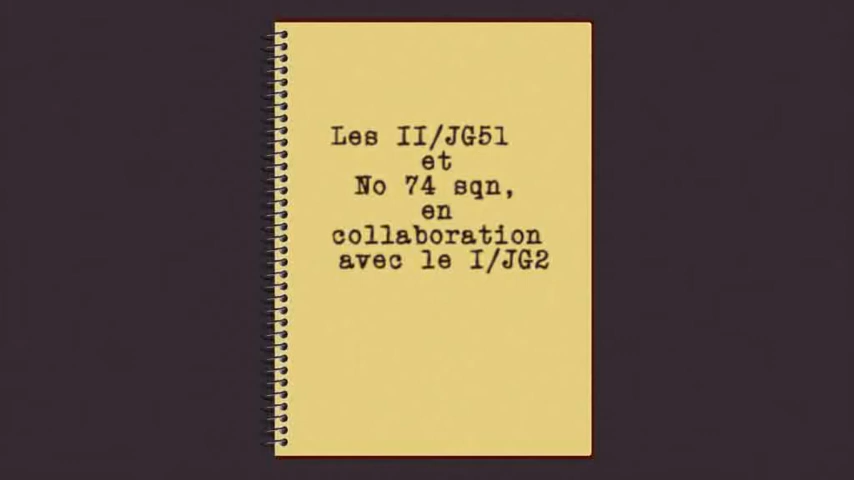 Les II/JG51
et
No 74 sqn,
en
collaboration
avec le I/JG2